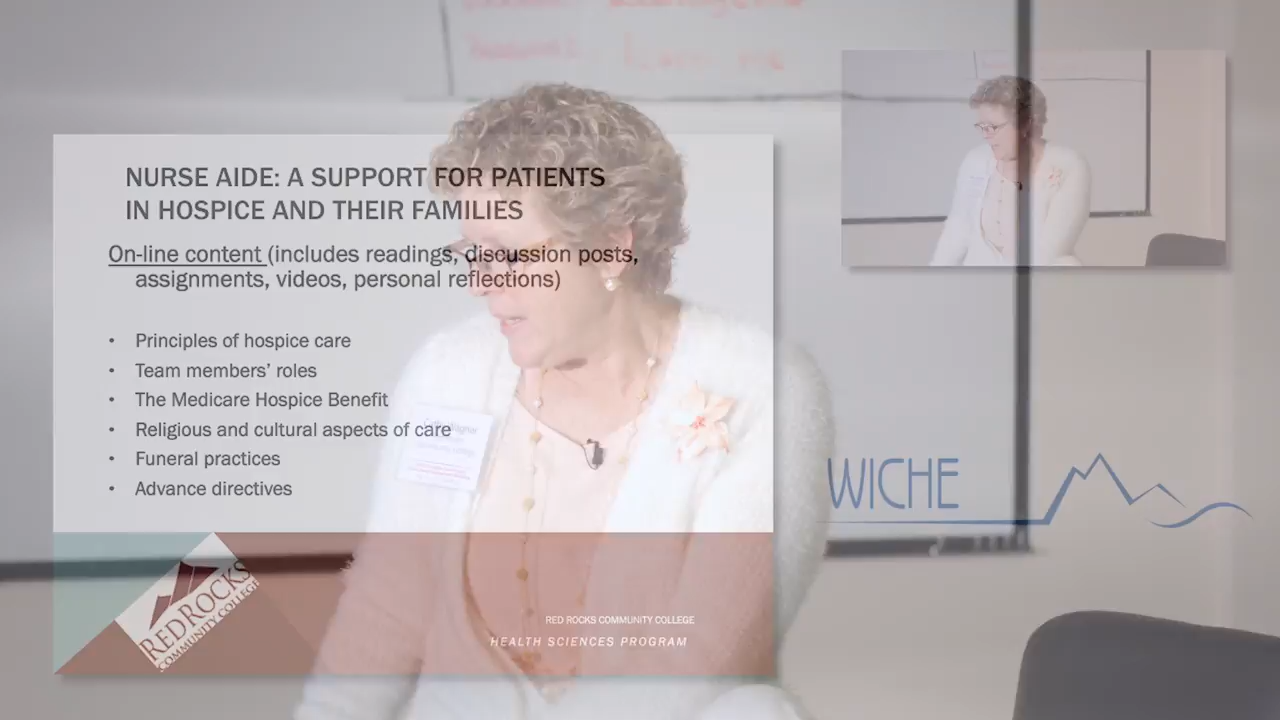 NURSE AIDE: A SUPPORT FOR PATIENTS
IN HOSPICE AND THEIR FAMILIES
On-line content (includes readings, discussion posts,
assignments, videos, personal reflections)
• Principles of hospice care
• Team members' roles
• The Medicare Hospice Benefit
• Religious and cultural aspects of care
• Funeral practices
• Advance directives
WICHE
RED ROCKS
COMMUNITY COLLEGE
RED ROCKS COMMUNITY COLLEGE
HEALTH SCIENCES PROGRAM